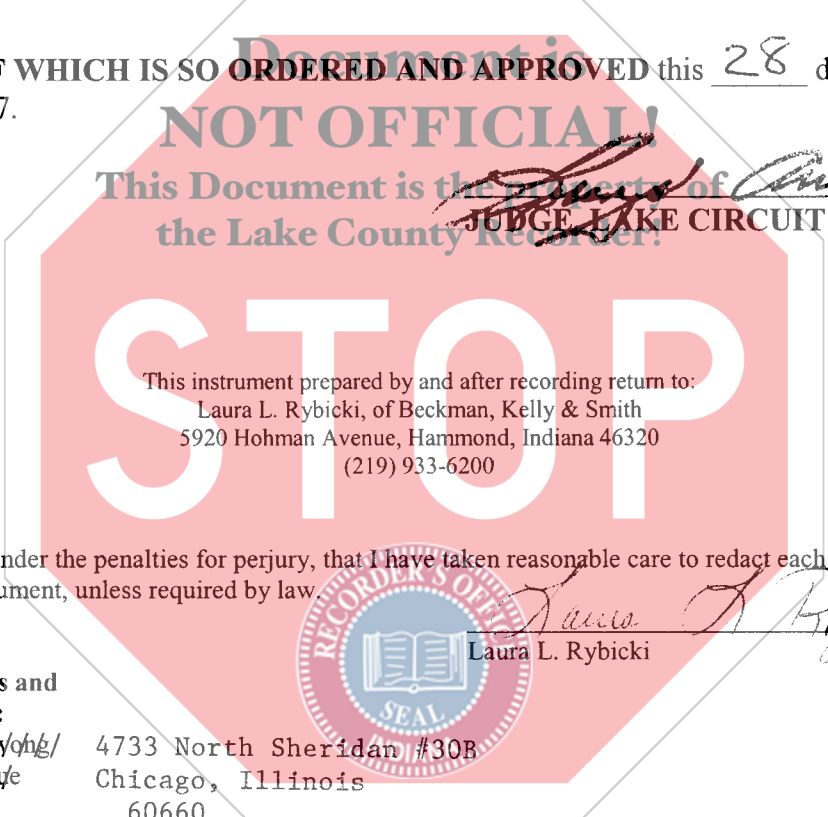 Document is
WHICH IS SO ORDERED AND APPROVED this 28 d
7.
NOT OFFICIAL!
This Document is the property of
JUDGE, LAKE CIRCUIT
the Lake County Recorder!
STOP
This instrument prepared by and after recording return to:
Laura L. Rybicki, of Beckman, Kelly & Smith
5920 Hohman Avenue, Hammond, Indiana 46320
(219) 933-6200
nder the penalties for perjury, that I have taken reasonable care to redact each
ument, unless required by law.
RECORDER'S OFFIC
SEAL
Laura L R
Laura L. Rybicki
s and
:
4733 North Sheridan #30B
Chicago, Illinois
60660